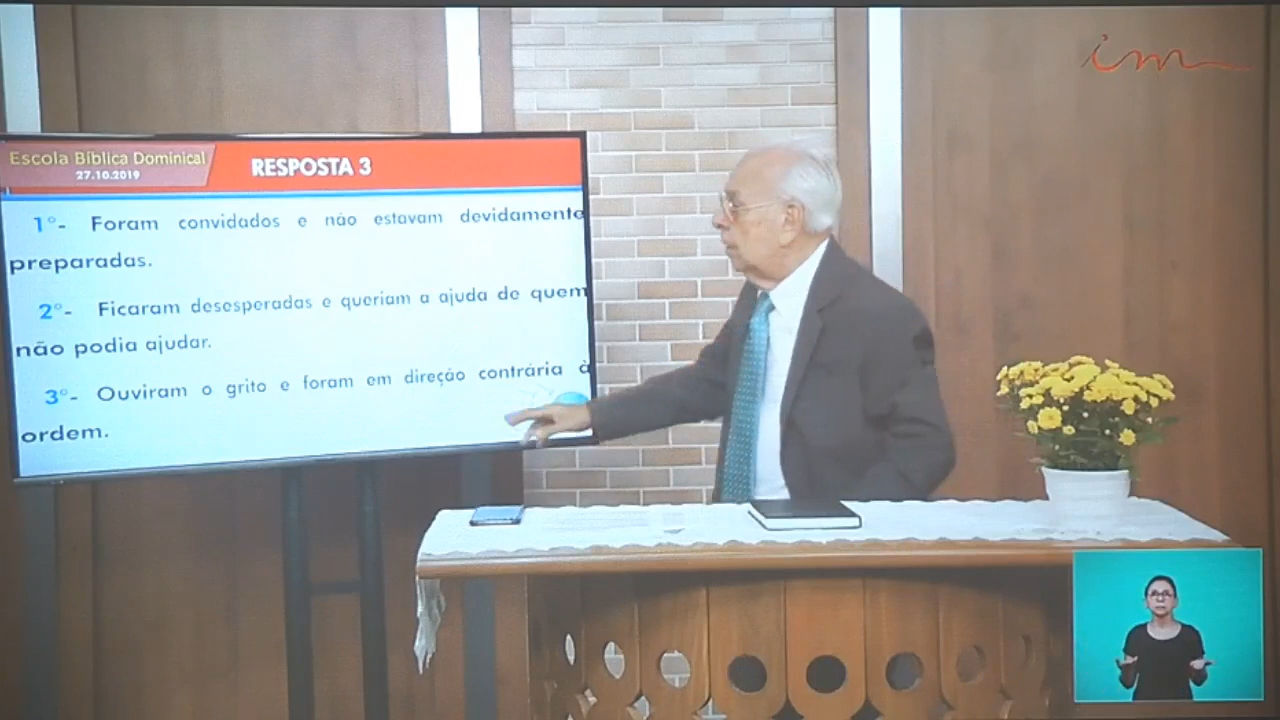 im
Escola Bíblica Dominical
27.10.2019
RESPOSTA 3
1º- Foram convidados e não estavam devidamente
preparadas.
2º- Ficaram desesperadas e queriam a ajuda de quem
não podia ajudar.
3º- Ouviram o grito e foram em direção contrária à
ordem.